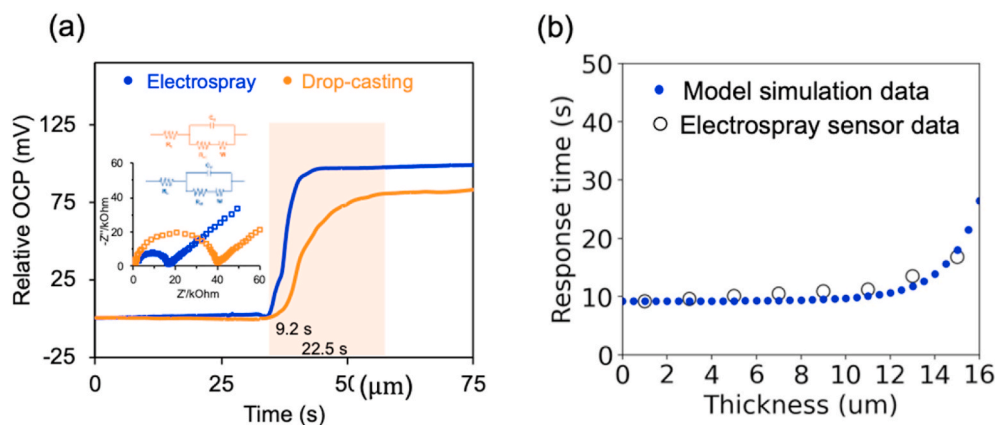 (a)
Electrospray
Drop-casting
Relative OCP (mV)
125
75
25
-25
60
40
20
0
-Z''/kOhm
0 20 40 60
Z'/kOhm
9.2 s
22.5 s
0 25 50 (μm) 75
Time (s)
(b)
Model simulation data
Electrospray sensor data
Response time (s)
50
40
30
20
10
0
0 2 4 6 8 10 12 14 16
Thickness (um)